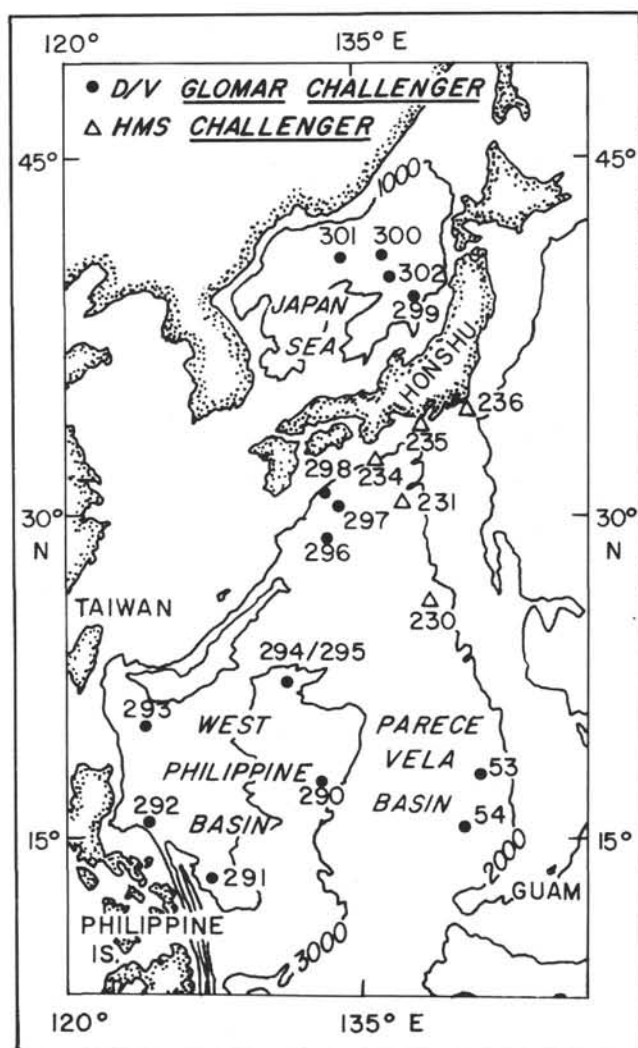 120°
135° E
● D/V GLOMAR CHALLENGER
△ HMS CHALLENGER
45°
45°
1000
301
300
302
299
JAPAN
SEA
HONSHU
236
235
234
298
231
297
30°
N
30°
N
296
TAIWAN
230
294/295
293
WEST
PHILIPPINE
BASIN
PARECE
VELA
BASIN
290
53
292
54
15°
15°
291
2000
GUAM
PHILIPPINE
IS.
3000
120°
135° E